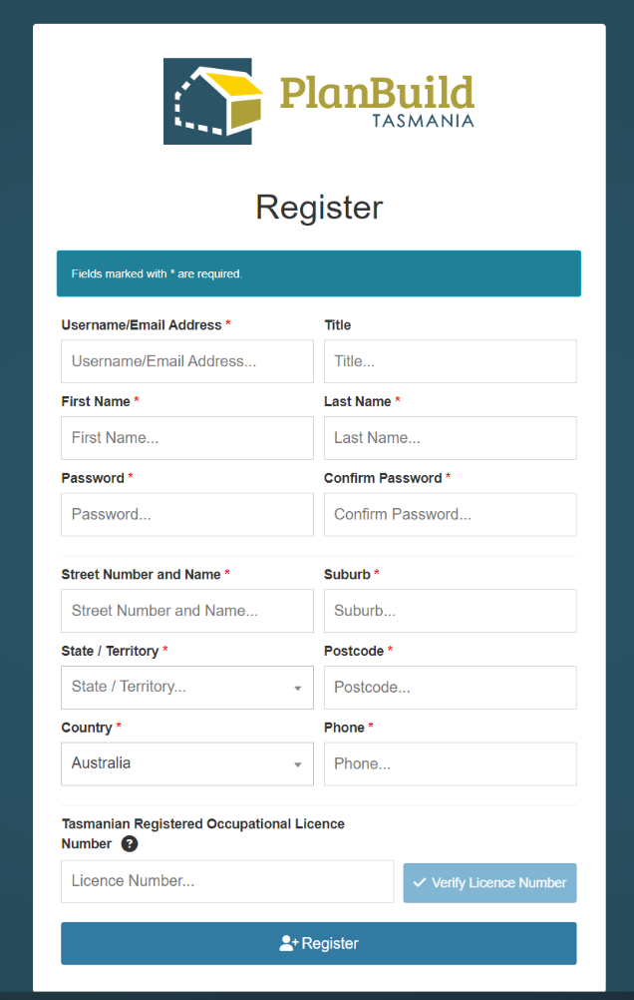 PlanBuild
TASMANIA
Register
Fields marked with * are required.
Username/Email Address *
Title
Username/Email Address...
Title...
First Name *
Last Name *
First Name...
Last Name...
Password *
Confirm Password *
Password...
Confirm Password...
Street Number and Name *
Suburb *
Street Number and Name...
Suburb...
State / Territory *
Postcode *
State / Territory...
Postcode...
Country *
Phone *
Australia
Phone...
Tasmanian Registered Occupational Licence
Number ?
Licence Number...
Verify Licence Number
Register